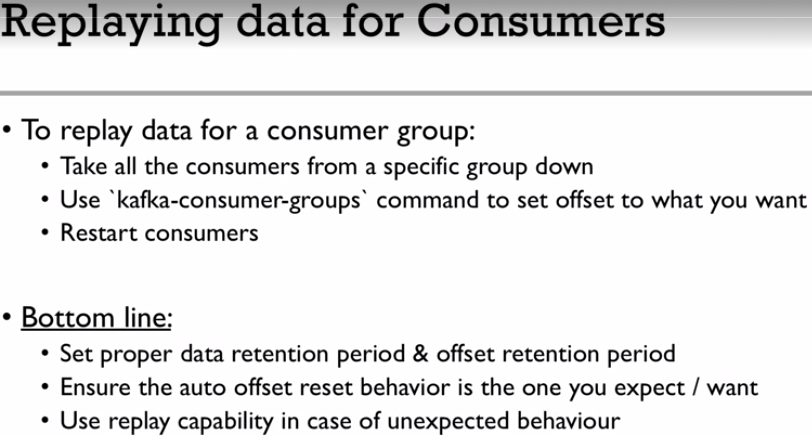 Replaying data for Consumers
• To replay data for a consumer group:
• Take all the consumers from a specific group down
• Use `kafka-consumer-groups` command to set offset to what you want
• Restart consumers
• Bottom line:
• Set proper data retention period & offset retention period
• Ensure the auto offset reset behavior is the one you expect / want
• Use replay capability in case of unexpected behaviour